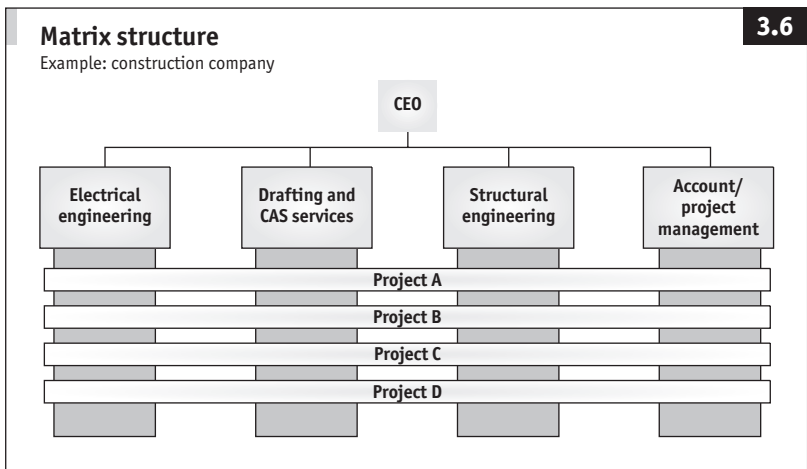 3.6
Matrix structure
Example: construction company
CEO
Electrical
engineering
Drafting and
CAS services
Structural
engineering
Account/
project
management
Project A
Project B
Project C
Project D